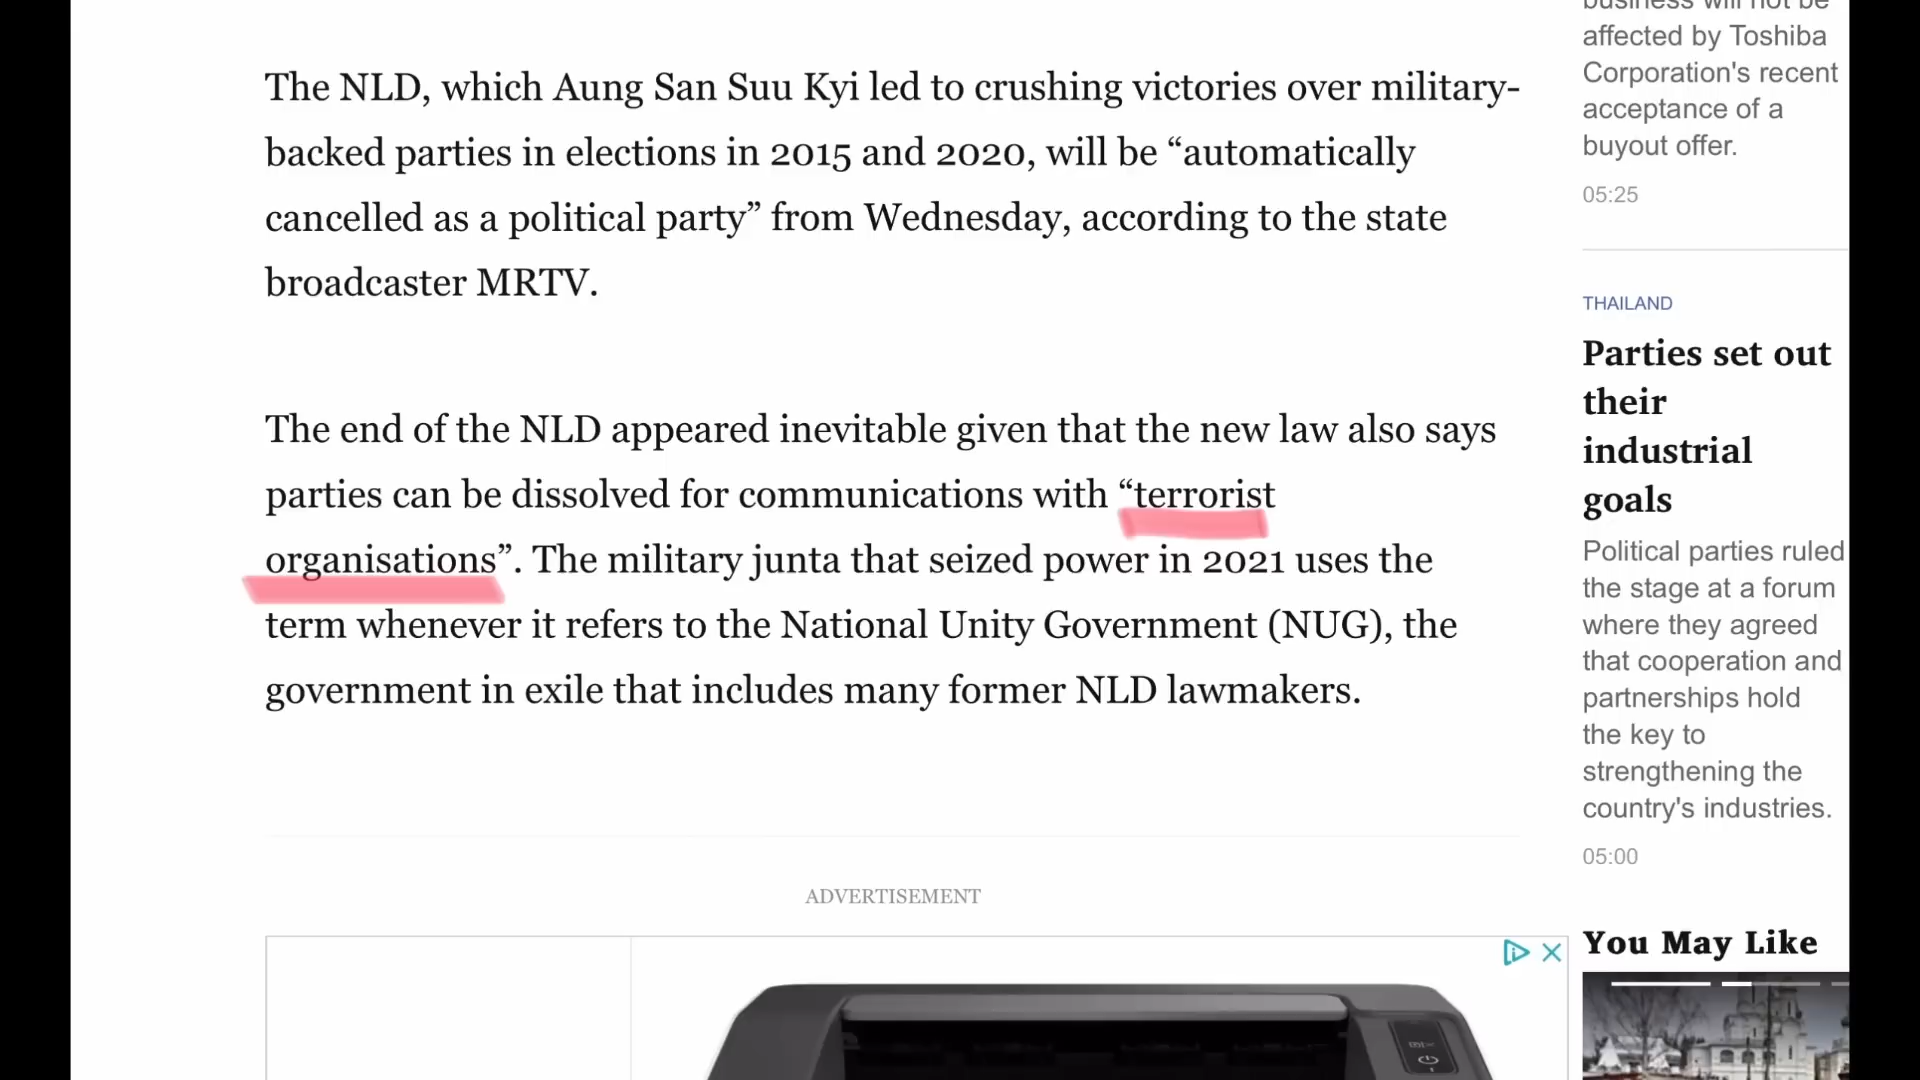 The NLD, which Aung San Suu Kyi led to crushing victories over military-
backed parties in elections in 2015 and 2020, will be “automatically
cancelled as a political party” from Wednesday, according to the state
broadcaster MRTV.
The end of the NLD appeared inevitable given that the new law also says
parties can be dissolved for communications with “terrorist
organisations”. The military junta that seized power in 2021 uses the
term whenever it refers to the National Unity Government (NUG), the
government in exile that includes many former NLD lawmakers.
ADVERTISEMENT
business will not be
affected by Toshiba
Corporation's recent
acceptance of a
buyout offer.
05:25
THAILAND
Parties set out
their
industrial
goals
Political parties ruled
the stage at a forum
where they agreed
that cooperation and
partnerships hold
the key to
strengthening the
country's industries.
05:00
You May Like